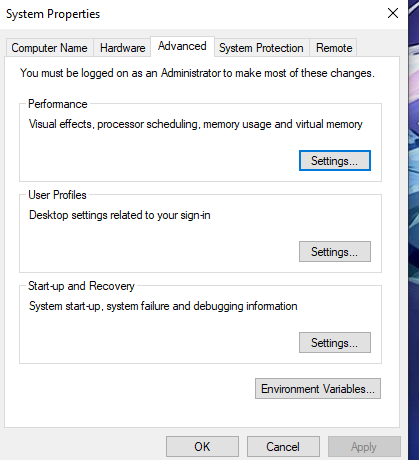 System Properties
Computer Name Hardware Advanced System Protection Remote
You must be logged on as an Administrator to make most of these changes.
Performance
Visual effects, processor scheduling, memory usage and virtual memory
Settings...
User Profiles
Desktop settings related to your sign-in
Settings...
Start-up and Recovery
System start-up, system failure and debugging information
Settings...
Environment Variables...
OK Cancel Apply